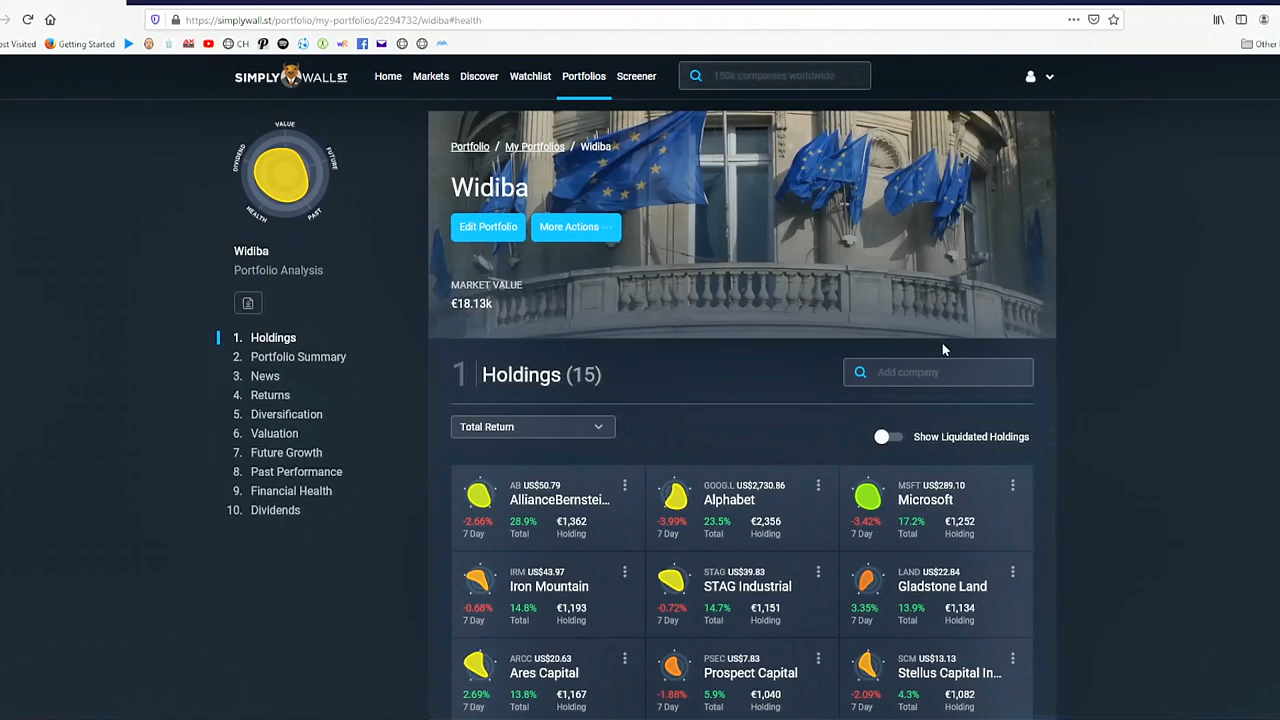 https://simplywall.st/portfolio/my-portfolios/2294732/widiba#health
ost Visited Getting Started CH Other
SIMPLY WALL ST Home Markets Discover Watchlist Portfolios Screener 150k companies worldwide
VALUE
FUTURE
PAST
HEALTH
DIVIDEND
Widiba
Portfolio Analysis
1. Holdings
2. Portfolio Summary
3. News
4. Returns
5. Diversification
6. Valuation
7. Future Growth
8. Past Performance
9. Financial Health
10. Dividends
Portfolio / My Portfolios / Widiba
Widiba
Edit Portfolio More Actions ···
MARKET VALUE
€18.13k
1 Holdings (15) Add company
Total Return Show Liquidated Holdings
AB US$50.79
AllianceBernstei...
-2.66% 28.9% €1,362
7 Day Total Holding
GOOG.L US$2,730.86
Alphabet
-3.99% 23.5% €2,356
7 Day Total Holding
MSFT US$289.10
Microsoft
-3.42% 17.2% €1,252
7 Day Total Holding
IRM US$43.97
Iron Mountain
-0.68% 14.8% €1,193
7 Day Total Holding
STAG US$39.83
STAG Industrial
-0.72% 14.7% €1,151
7 Day Total Holding
LAND US$22.84
Gladstone Land
3.35% 13.9% €1,134
7 Day Total Holding
ARCC US$20.63
Ares Capital
2.69% 13.8% €1,167
7 Day Total Holding
PSEC US$7.83
Prospect Capital
-1.88% 5.9% €1,040
7 Day Total Holding
SCM US$13.13
Stellus Capital In...
-2.09% 4.3% €1,082
7 Day Total Holding